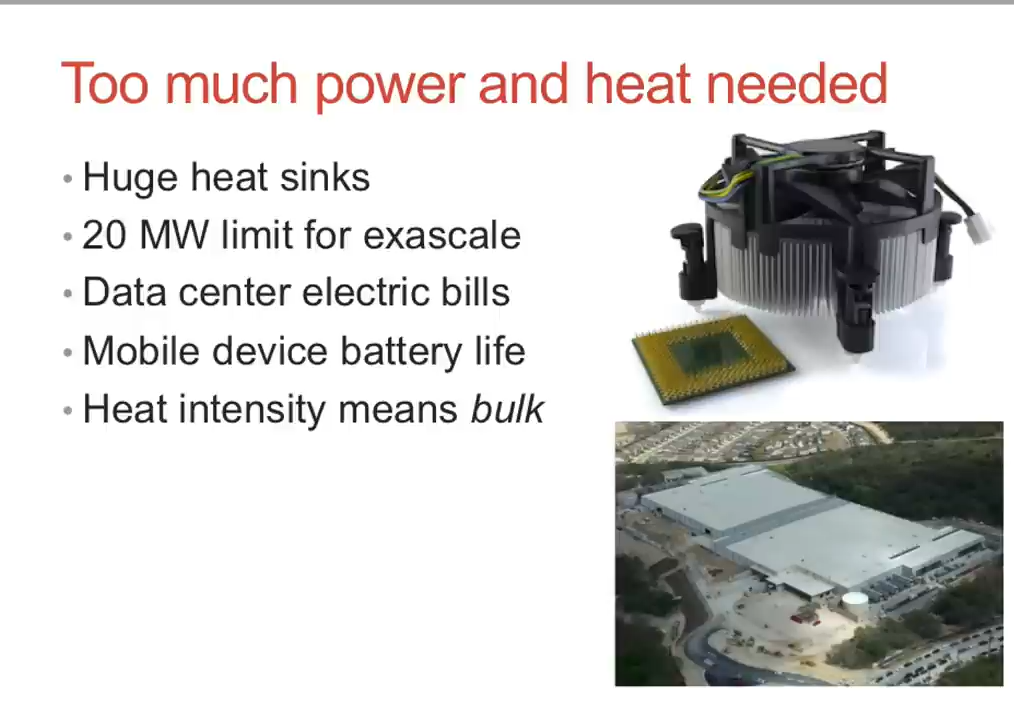 Too much power and heat needed
• Huge heat sinks
• 20 MW limit for exascale
• Data center electric bills
• Mobile device battery life
• Heat intensity means bulk